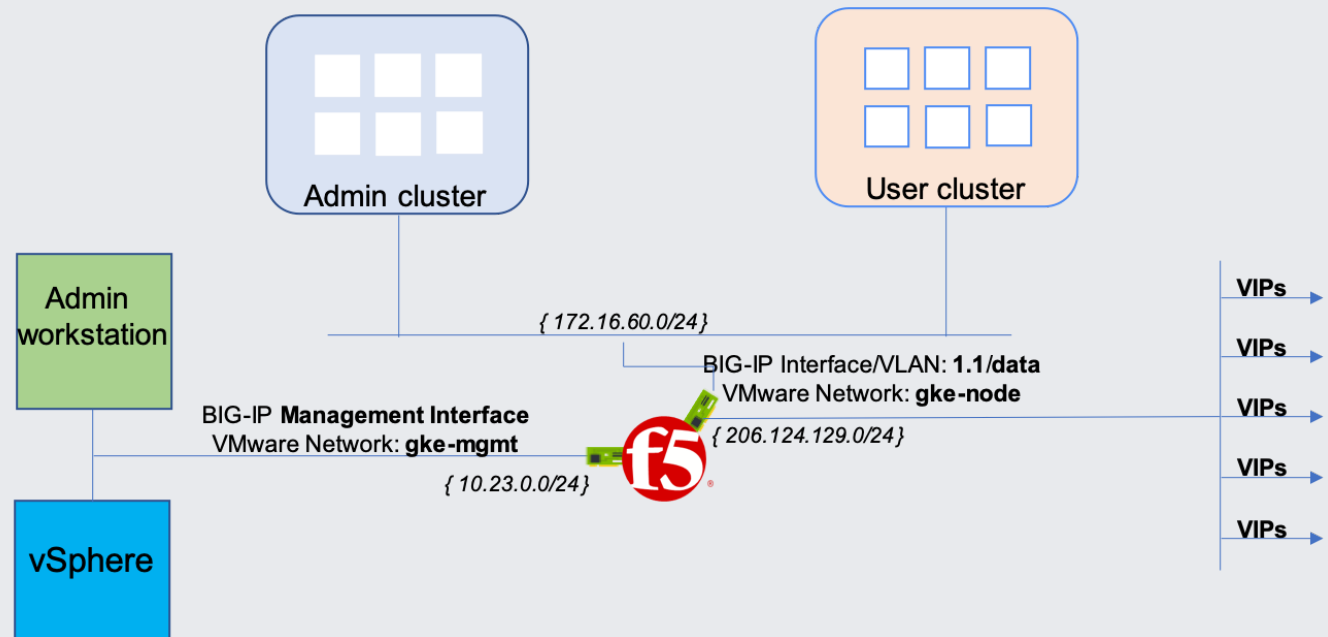 Admin cluster
User cluster
Admin
workstation
vSphere
{ 172.16.60.0/24}
BIG-IP Interface/VLAN: 1.1/data
VMware Network: gke-node
BIG-IP Management Interface
VMware Network: gke-mgmt
{ 206.124.129.0/24}
{ 10.23.0.0/24}
f5
®
VIPs
VIPs
VIPs
VIPs
VIPs